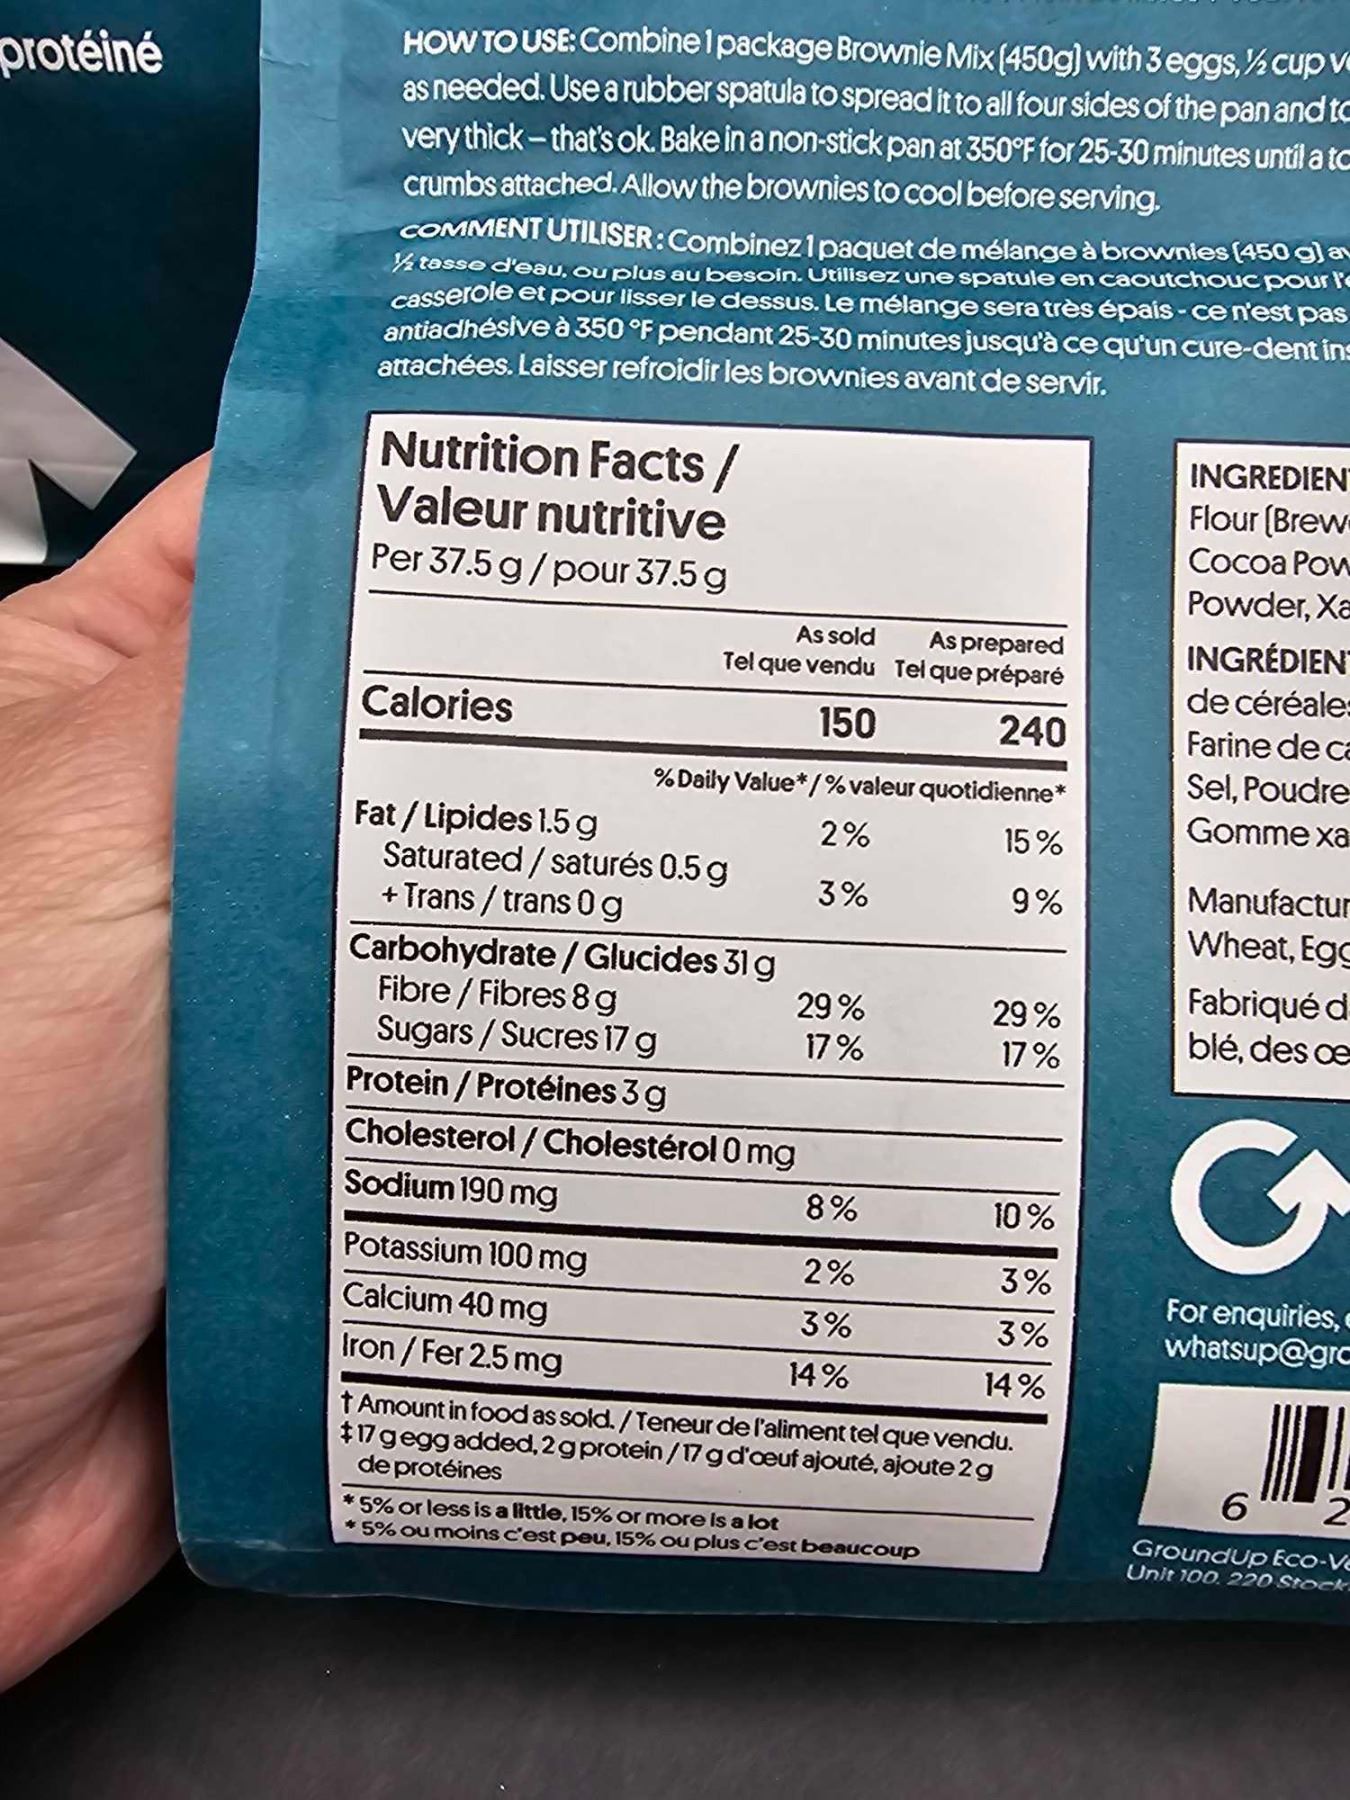 protéiné
HOW TO USE: Combine 1 package Brownie Mix (450g) with 3 eggs, ½ cup
as needed. Use a rubber spatula to spread it to all four sides of the pan and
very thick – that's ok. Bake in a non-stick pan at 350°F for 25-30 minutes until a
crumbs attached. Allow the brownies to cool before serving.
COMMENT UTILISER : Combinez 1 paquet de mélange à brownies (450 g)
½ tasse d'eau, ou plus au besoin. Utilisez une spatule en caoutchouc pour
casserole et pour lisser le dessus. Le mélange sera très épais - ce n'est pas
antiadhésive à 350 °F pendant 25-30 minutes jusqu'à ce qu'un cure-dent
attachées. Laisser refroidir les brownies avant de servir.
Nutrition Facts /
Valeur nutritive
Per 37.5 g / pour 37.5 g
As sold As prepared
Tel que vendu Tel que préparé
Calories 150 240
% Daily Value* / % valeur quotidienne*
Fat / Lipides 1.5 g 2 % 15 %
Saturated / saturés 0.5 g
+ Trans / trans 0 g 3 % 9 %
Carbohydrate / Glucides 31 g
Fibre / Fibres 8 g 29 % 29 %
Sugars / Sucres 17 g 17 % 17 %
Protein / Protéines 3 g
Cholesterol / Cholestérol 0 mg
Sodium 190 mg 8 % 10 %
Potassium 100 mg 2 % 3 %
Calcium 40 mg 3 % 3 %
Iron / Fer 2.5 mg 14 % 14 %
† Amount in food as sold. / Teneur de l'aliment tel que vendu.
‡ 17 g egg added, 2 g protein / 17 g d'œuf ajouté, ajoute 2 g
de protéines
* 5% or less is a little, 15% or more is a lot
* 5% ou moins c'est peu, 15% ou plus c'est beaucoup
INGREDIEN
Flour (Brew
Cocoa Pow
Powder, Xa
INGRÉDIEN
de céréales
Farine de ca
Sel, Poudre
Gomme xa
Manufactur
Wheat, Egg
Fabriqué d
blé, des œ
For enquiries,
whatsup@gro
6 2
GroundUp Eco-Ve
Unit 100, 220 Stock